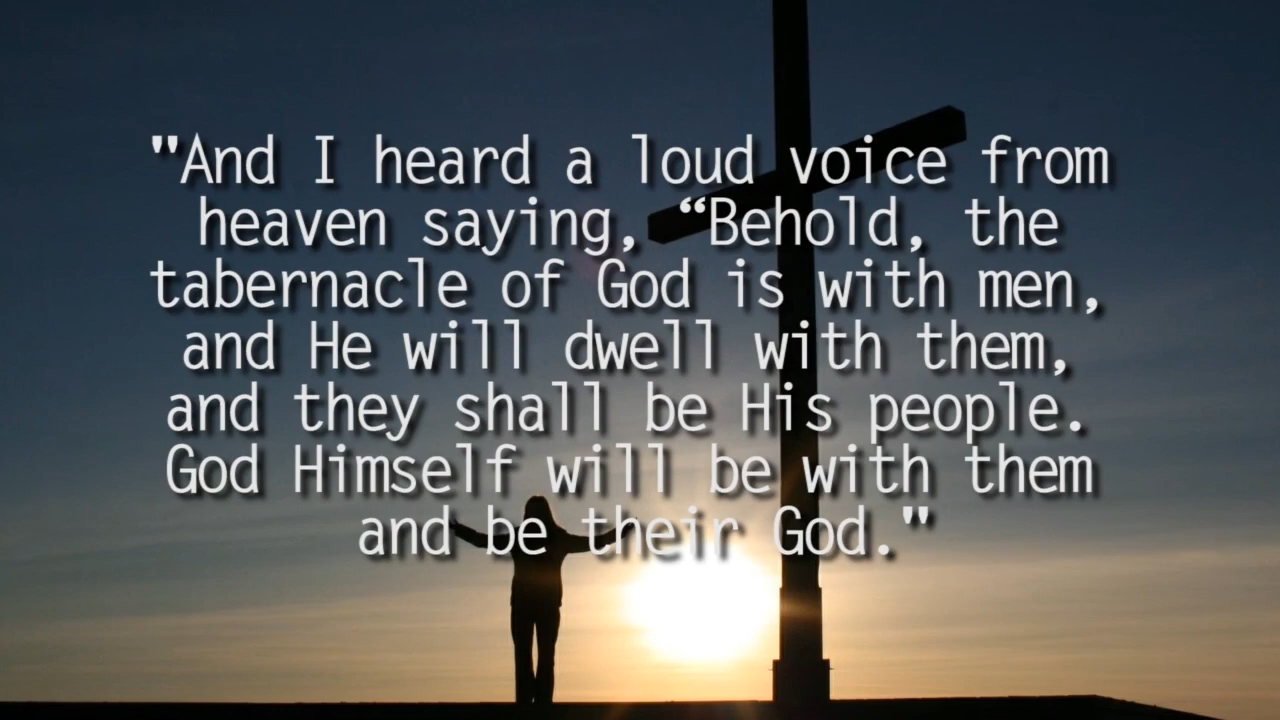 "And I heard a loud voice from
heaven saying, “Behold, the
tabernacle of God is with men,
and He will dwell with them,
and they shall be His people.
God Himself will be with them
and be their God."